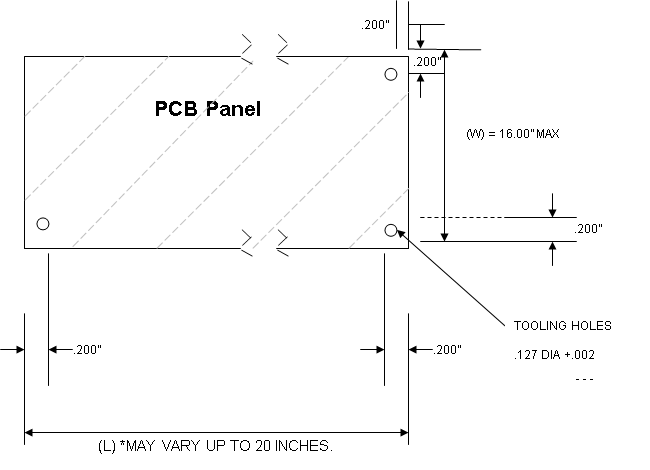 .200"
.200"
PCB Panel
(W) = 16.00"MAX
.200"
TOOLING HOLES
.200"
.200"
.127 DIA +.002
---
(L) *MAY VARY UP TO 20 INCHES.